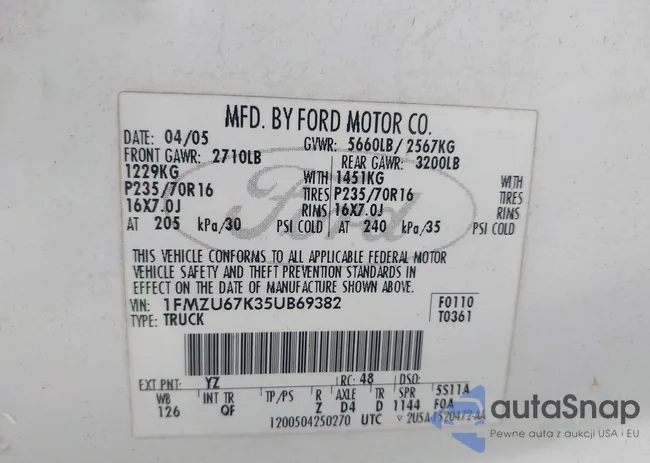 MFD. BY FORD MOTOR CO.
DATE: 04/05 GVWR: 5660LB/ 2567KG
FRONT GAWR: 2710LB REAR GAWR: 3200LB
1229KG WITH 1451KG WITH
P235/70R16 TIRES P235/70R16 TIRES
16X7.0J RIMS 16X7.0J RIMS
AT 205 kPa/30 PSI COLD AT 240 kPa/35 PSI COLD
Ford
THIS VEHICLE CONFORMS TO ALL APPLICABLE FEDERAL MOTOR
VEHICLE SAFETY AND THEFT PREVENTION STANDARDS IN
EFFECT ON THE DATE OF MANUFACTURE SHOWN ABOVE.
VIN: 1FMZU67K35UB69382 F0110
TYPE: TRUCK T0361
EXT PNT: YZ RC: 48 DSO:
WB INT TR TP/PS R AXLE TR SPR 5S11A
126 QF Z D4 D 1144 F0A
1200504250270 UTC
autaSnap
Pewne auta z aukcji USA i EU